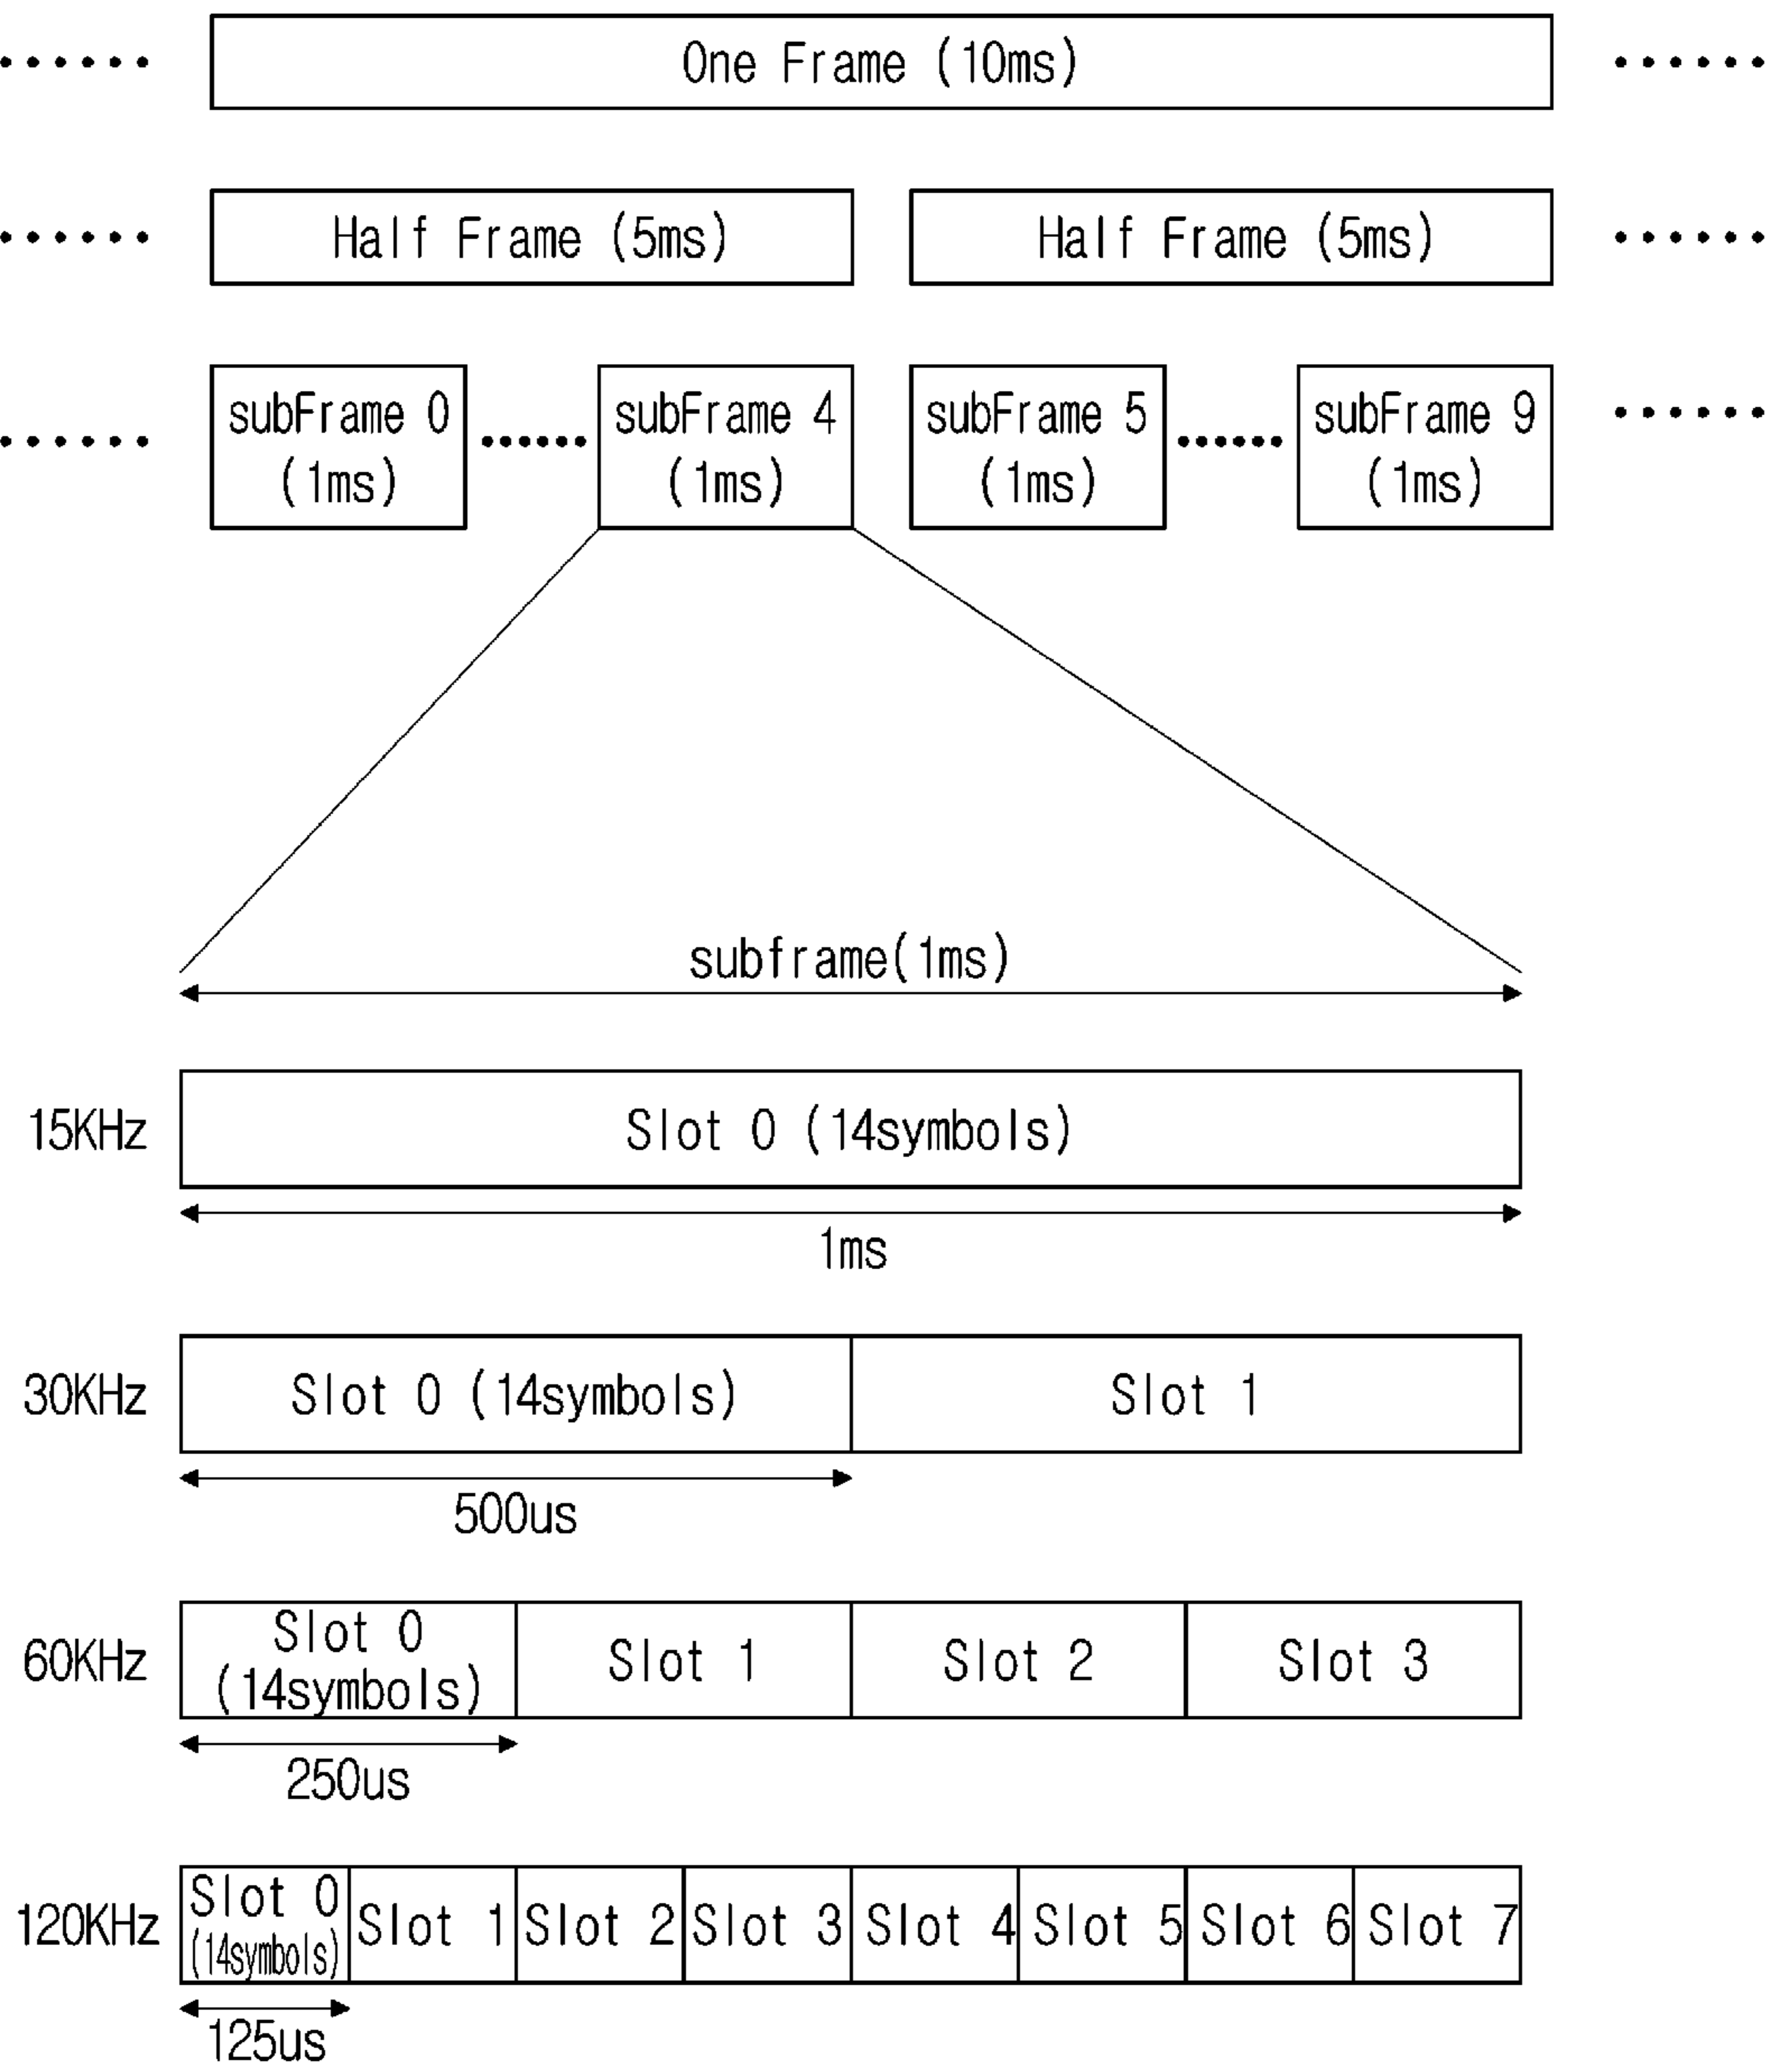 One Frame (10ms)
Half Frame (5ms) Half Frame (5ms)
subFrame 0 subFrame 4 subFrame 5 subFrame 9
(1ms) (1ms) (1ms) (1ms)
subframe(1ms)
15KHz Slot 0 (14symbols)
1ms
30KHz Slot 0 (14symbols) Slot 1
500us
60KHz Slot 0 (14symbols) Slot 1 Slot 2 Slot 3
250us
120KHz Slot 0 (14symbols) Slot 1 Slot 2 Slot 3 Slot 4 Slot 5 Slot 6 Slot 7
125us